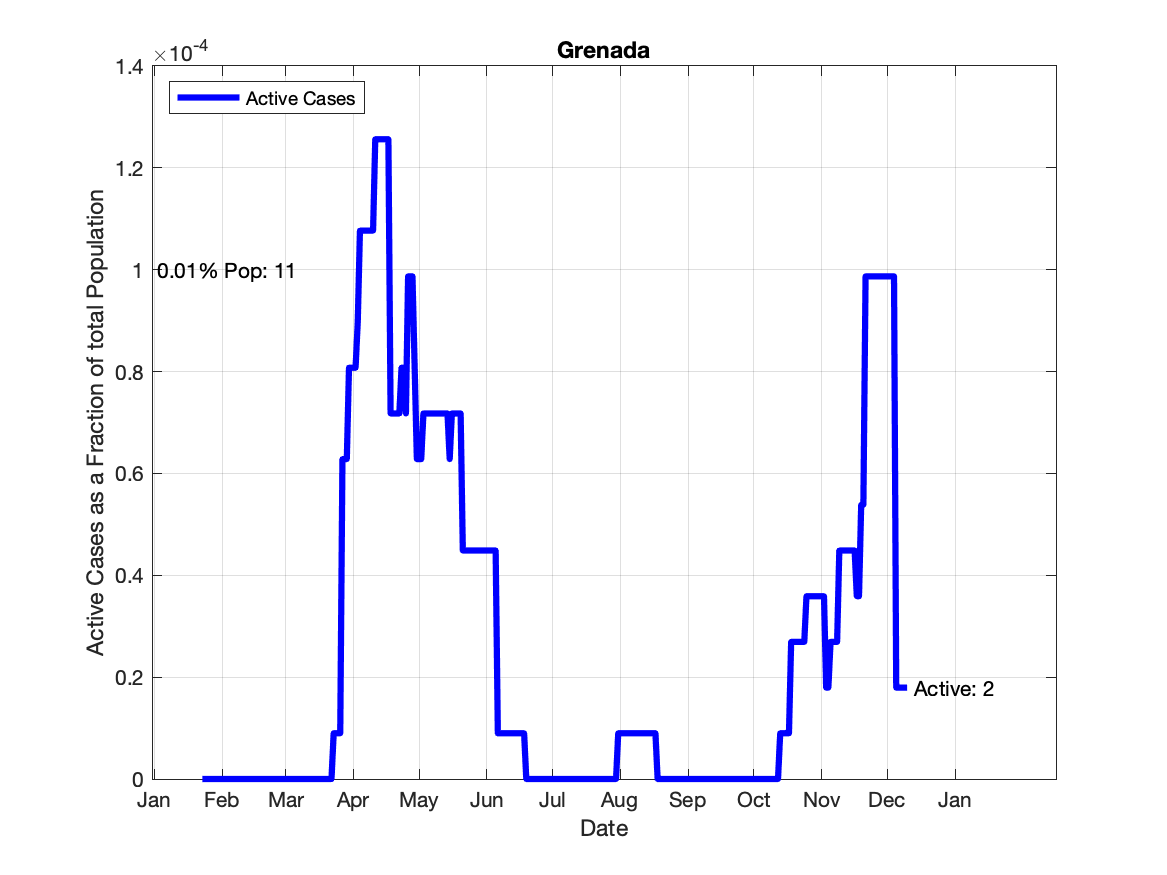 Grenada
×10-4
1.4
1.2
1
0.8
0.6
0.4
0.2
0
Active Cases
0.01% Pop: 11
Active: 2
Active Cases as a Fraction of total Population
Jan Feb Mar Apr May Jun Jul Aug Sep Oct Nov Dec Jan
Date